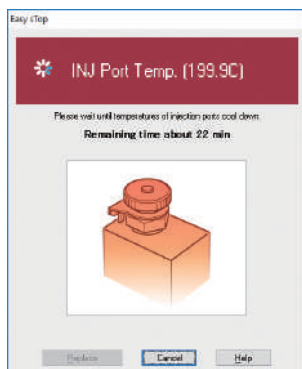 Easy sTop
INJ Port Temp. (199.9C)
Please wait until temperatures of injection ports cool down.
Remaining time about 22 min
Replace
Cancel
Help